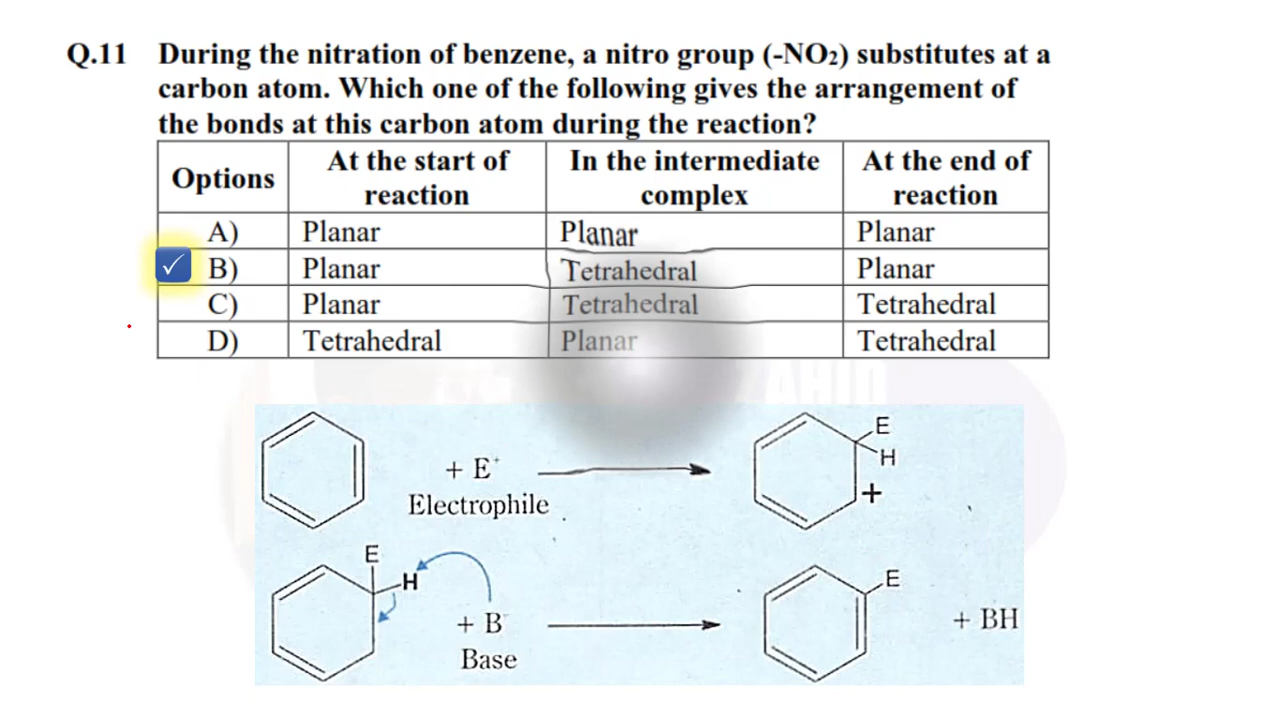 Q.11 During the nitration of benzene, a nitro group (-NO₂) substitutes at a
carbon atom. Which one of the following gives the arrangement of
the bonds at this carbon atom during the reaction?
Options At the start of reaction In the intermediate complex At the end of reaction
A) Planar Planar Planar
✓ B) Planar Tetrahedral Planar
C) Planar Tetrahedral Tetrahedral
D) Tetrahedral Planar Tetrahedral
ZAHID
+ E⁺
Electrophile
E
H
+
E
H
+ B⁻
Base
E
+ BH